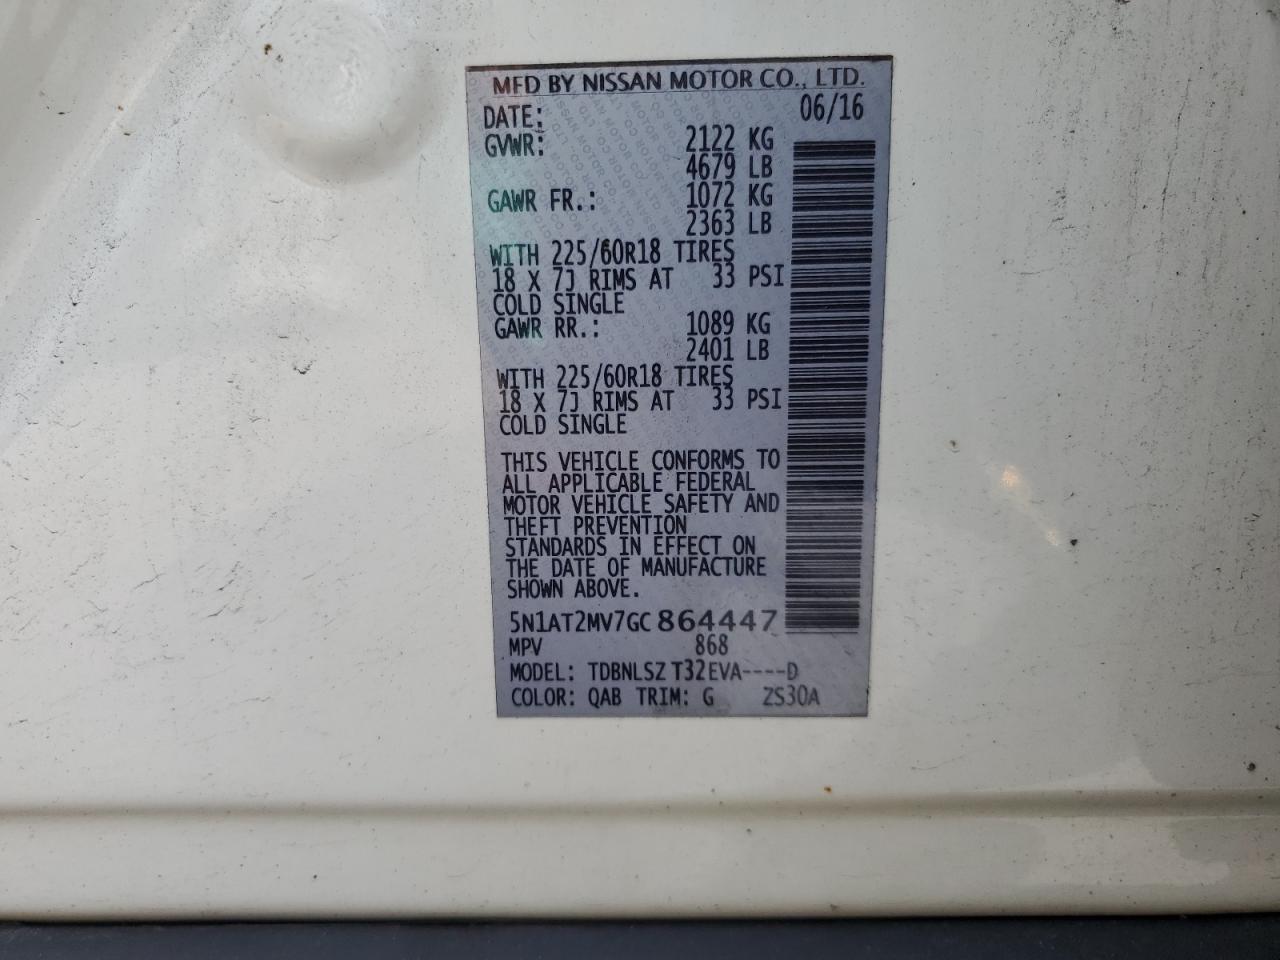 MFD BY NISSAN MOTOR CO., LTD.
DATE: 06/16
GVWR: 2122 KG
4679 LB
GAWR FR.: 1072 KG
2363 LB
WITH 225/60R18 TIRES
18 X 7J RIMS AT 33 PSI
COLD SINGLE
GAWR RR.: 1089 KG
2401 LB
WITH 225/60R18 TIRES
18 X 7J RIMS AT 33 PSI
COLD SINGLE
THIS VEHICLE CONFORMS TO
ALL APPLICABLE FEDERAL
MOTOR VEHICLE SAFETY AND
THEFT PREVENTION
STANDARDS IN EFFECT ON
THE DATE OF MANUFACTURE
SHOWN ABOVE.
5N1AT2MV7GC864447
MPV 868
MODEL: TDBNLSZ T32EVA----D
COLOR: QAB TRIM: G ZS30A